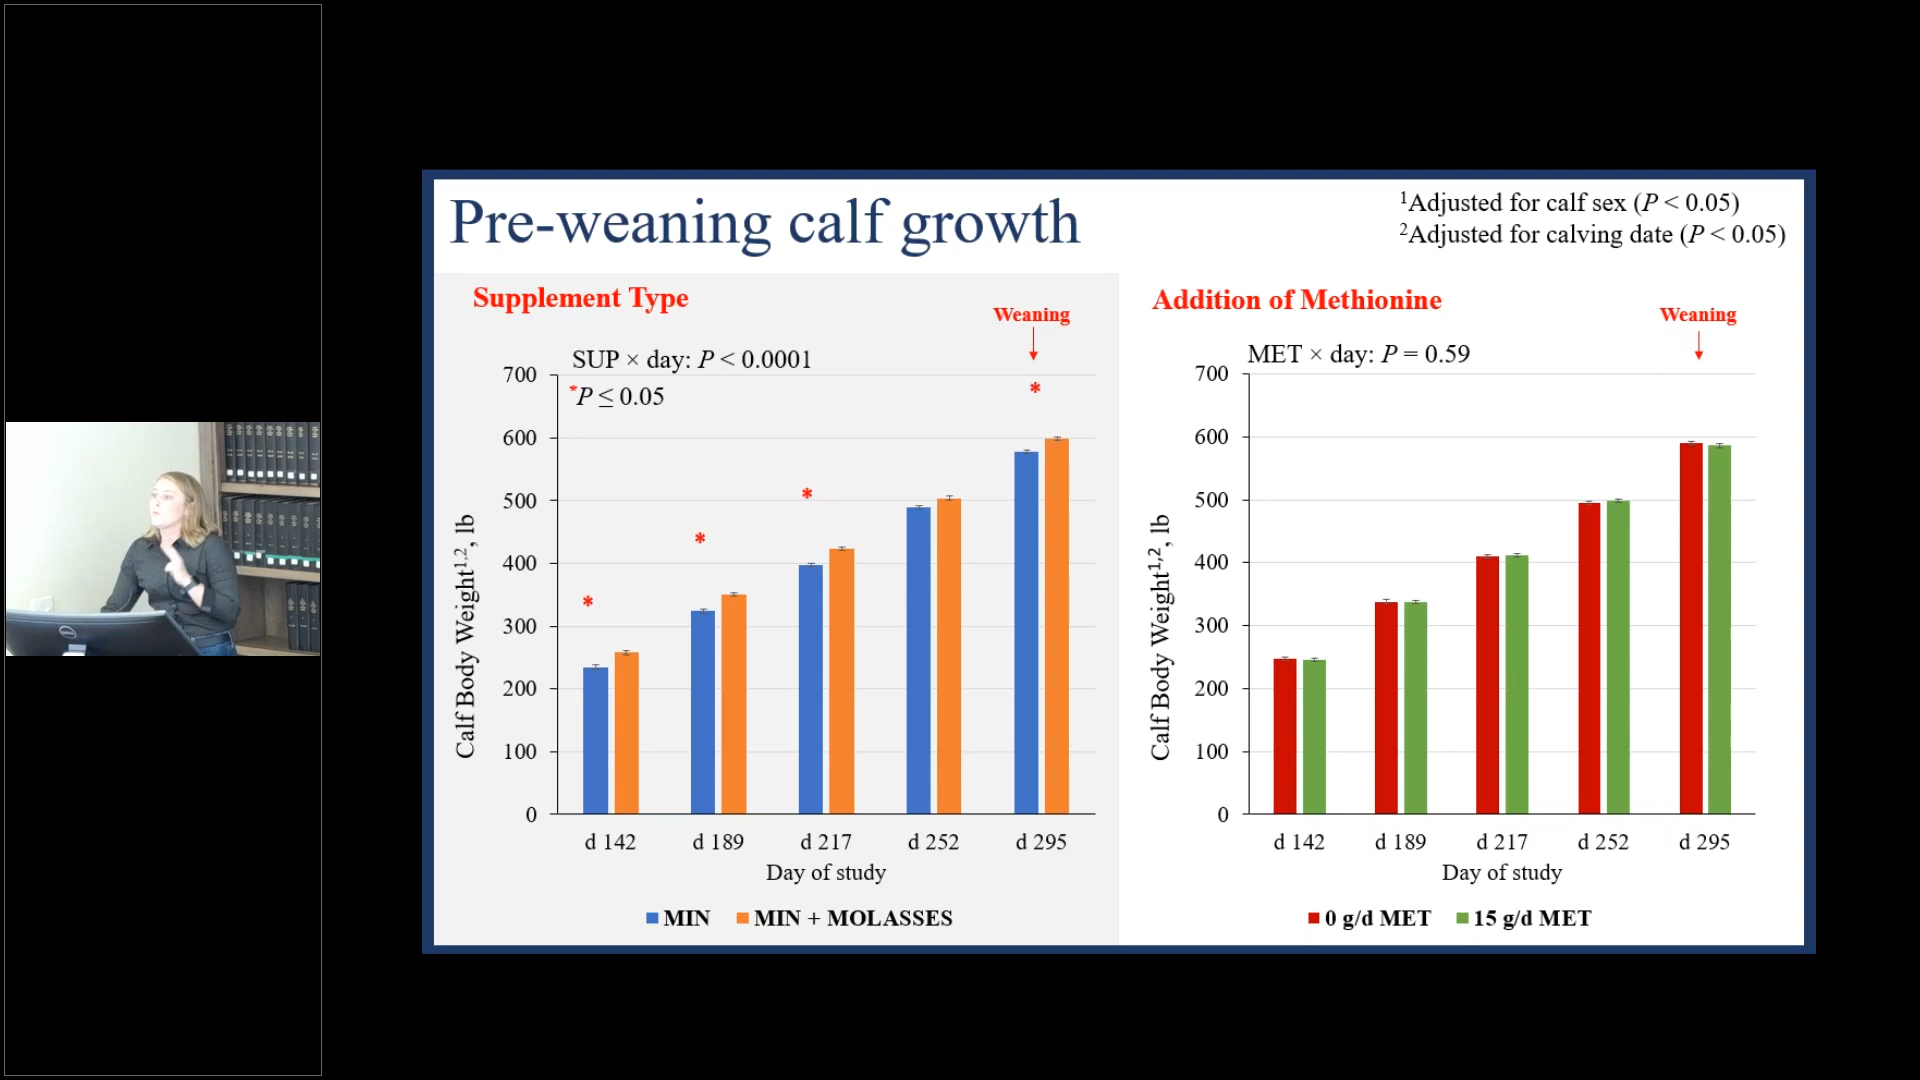 Pre-weaning calf growth
¹Adjusted for calf sex (P < 0.05)
²Adjusted for calving date (P < 0.05)
Supplement Type
Weaning
SUP × day: P < 0.0001
*P ≤ 0.05
*
*
*
*
700
600
500
400
300
200
100
0
Calf Body Weight¹,², lb
d 142 d 189 d 217 d 252 d 295
Day of study
MIN MIN + MOLASSES
Addition of Methionine
Weaning
MET × day: P = 0.59
700
600
500
400
300
200
100
0
Calf Body Weight¹,², lb
d 142 d 189 d 217 d 252 d 295
Day of study
0 g/d MET 15 g/d MET
DELL